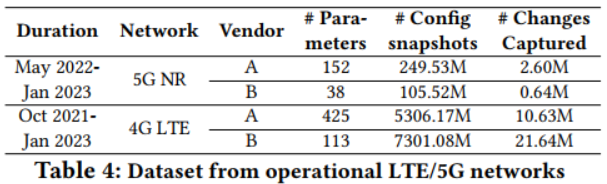 Duration Network Vendor # Para- # Config # Changes
meters snapshots Captured
May 2022- 5G NR A 152 249.53M 2.60M
Jan 2023 B 38 105.52M 0.64M
Oct 2021- 4G LTE A 425 5306.17M 10.63M
Jan 2023 B 113 7301.08M 21.64M
Table 4: Dataset from operational LTE/5G networks